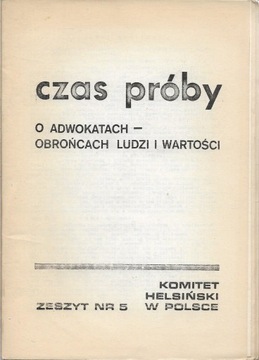 czas próby
O ADWOKATACH –
OBROŃCACH LUDZI I WARTOŚCI
KOMITET
HELSIŃSKI
ZESZYT NR 5 W POLSCE